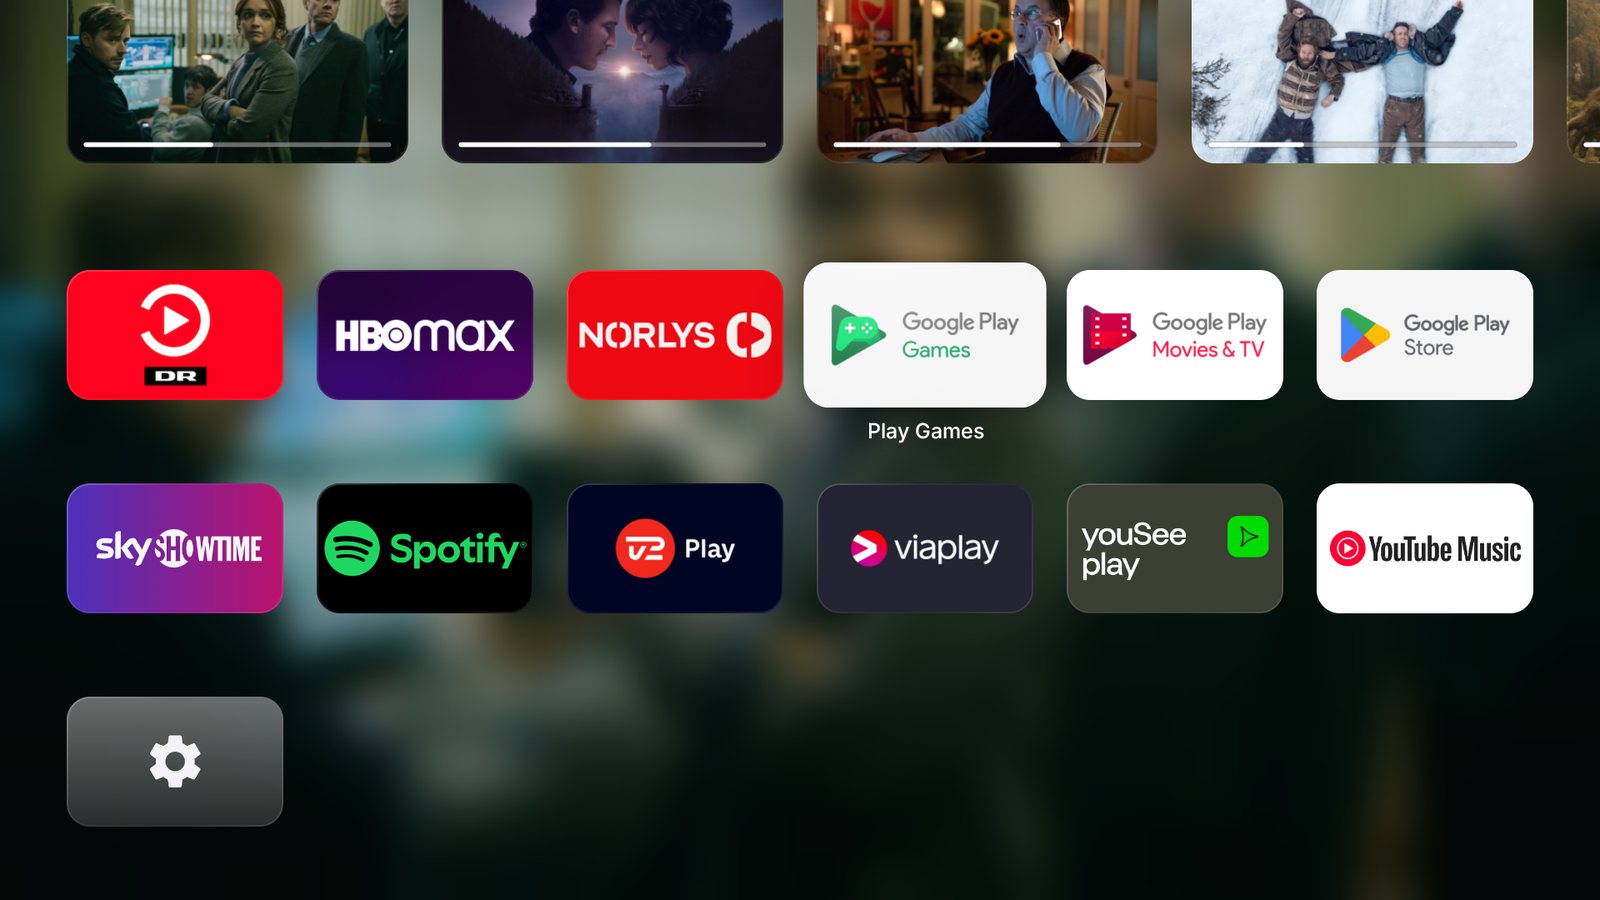 DR
HBOmax
NORLYS
Google Play
Games
Google Play
Movies & TV
Google Play
Store
Play Games
sky SHOWTIME
Spotify®
2 Play
viaplay
youSee
play
YouTube Music